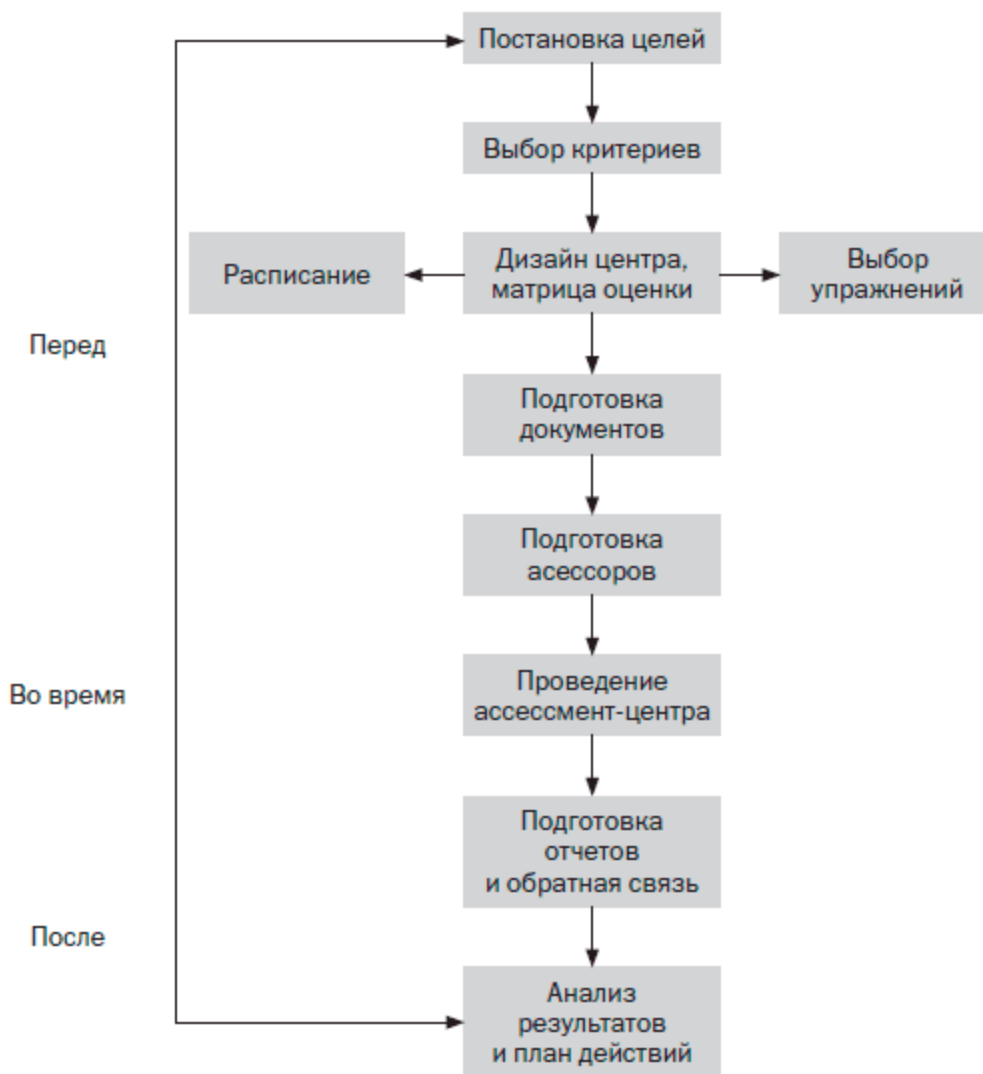 Постановка целей
Выбор критериев
Расписание
Дизайн центра,
матрица оценки
Выбор
упражнений
Перед
Подготовка
документов
Подготовка
асессоров
Во время
Проведение
ассессмент-центра
Подготовка
отчетов
и обратная связь
После
Анализ
результатов
и план действий